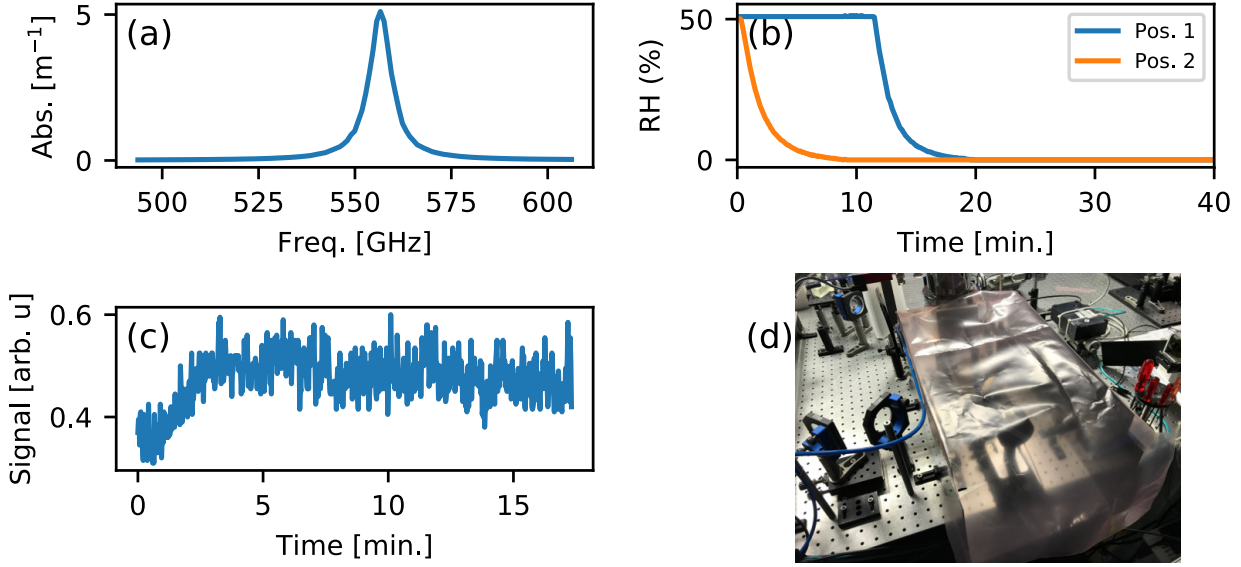 (a)
5
0
Abs. [m⁻¹]
500 525 550 575 600
Freq. [GHz]
(b)
50
0
RH (%)
Pos. 1
Pos. 2
0 10 20 30 40
Time [min.]
(c)
0.6
0.4
Signal [arb. u]
0 5 10 15
Time [min.]
(d)